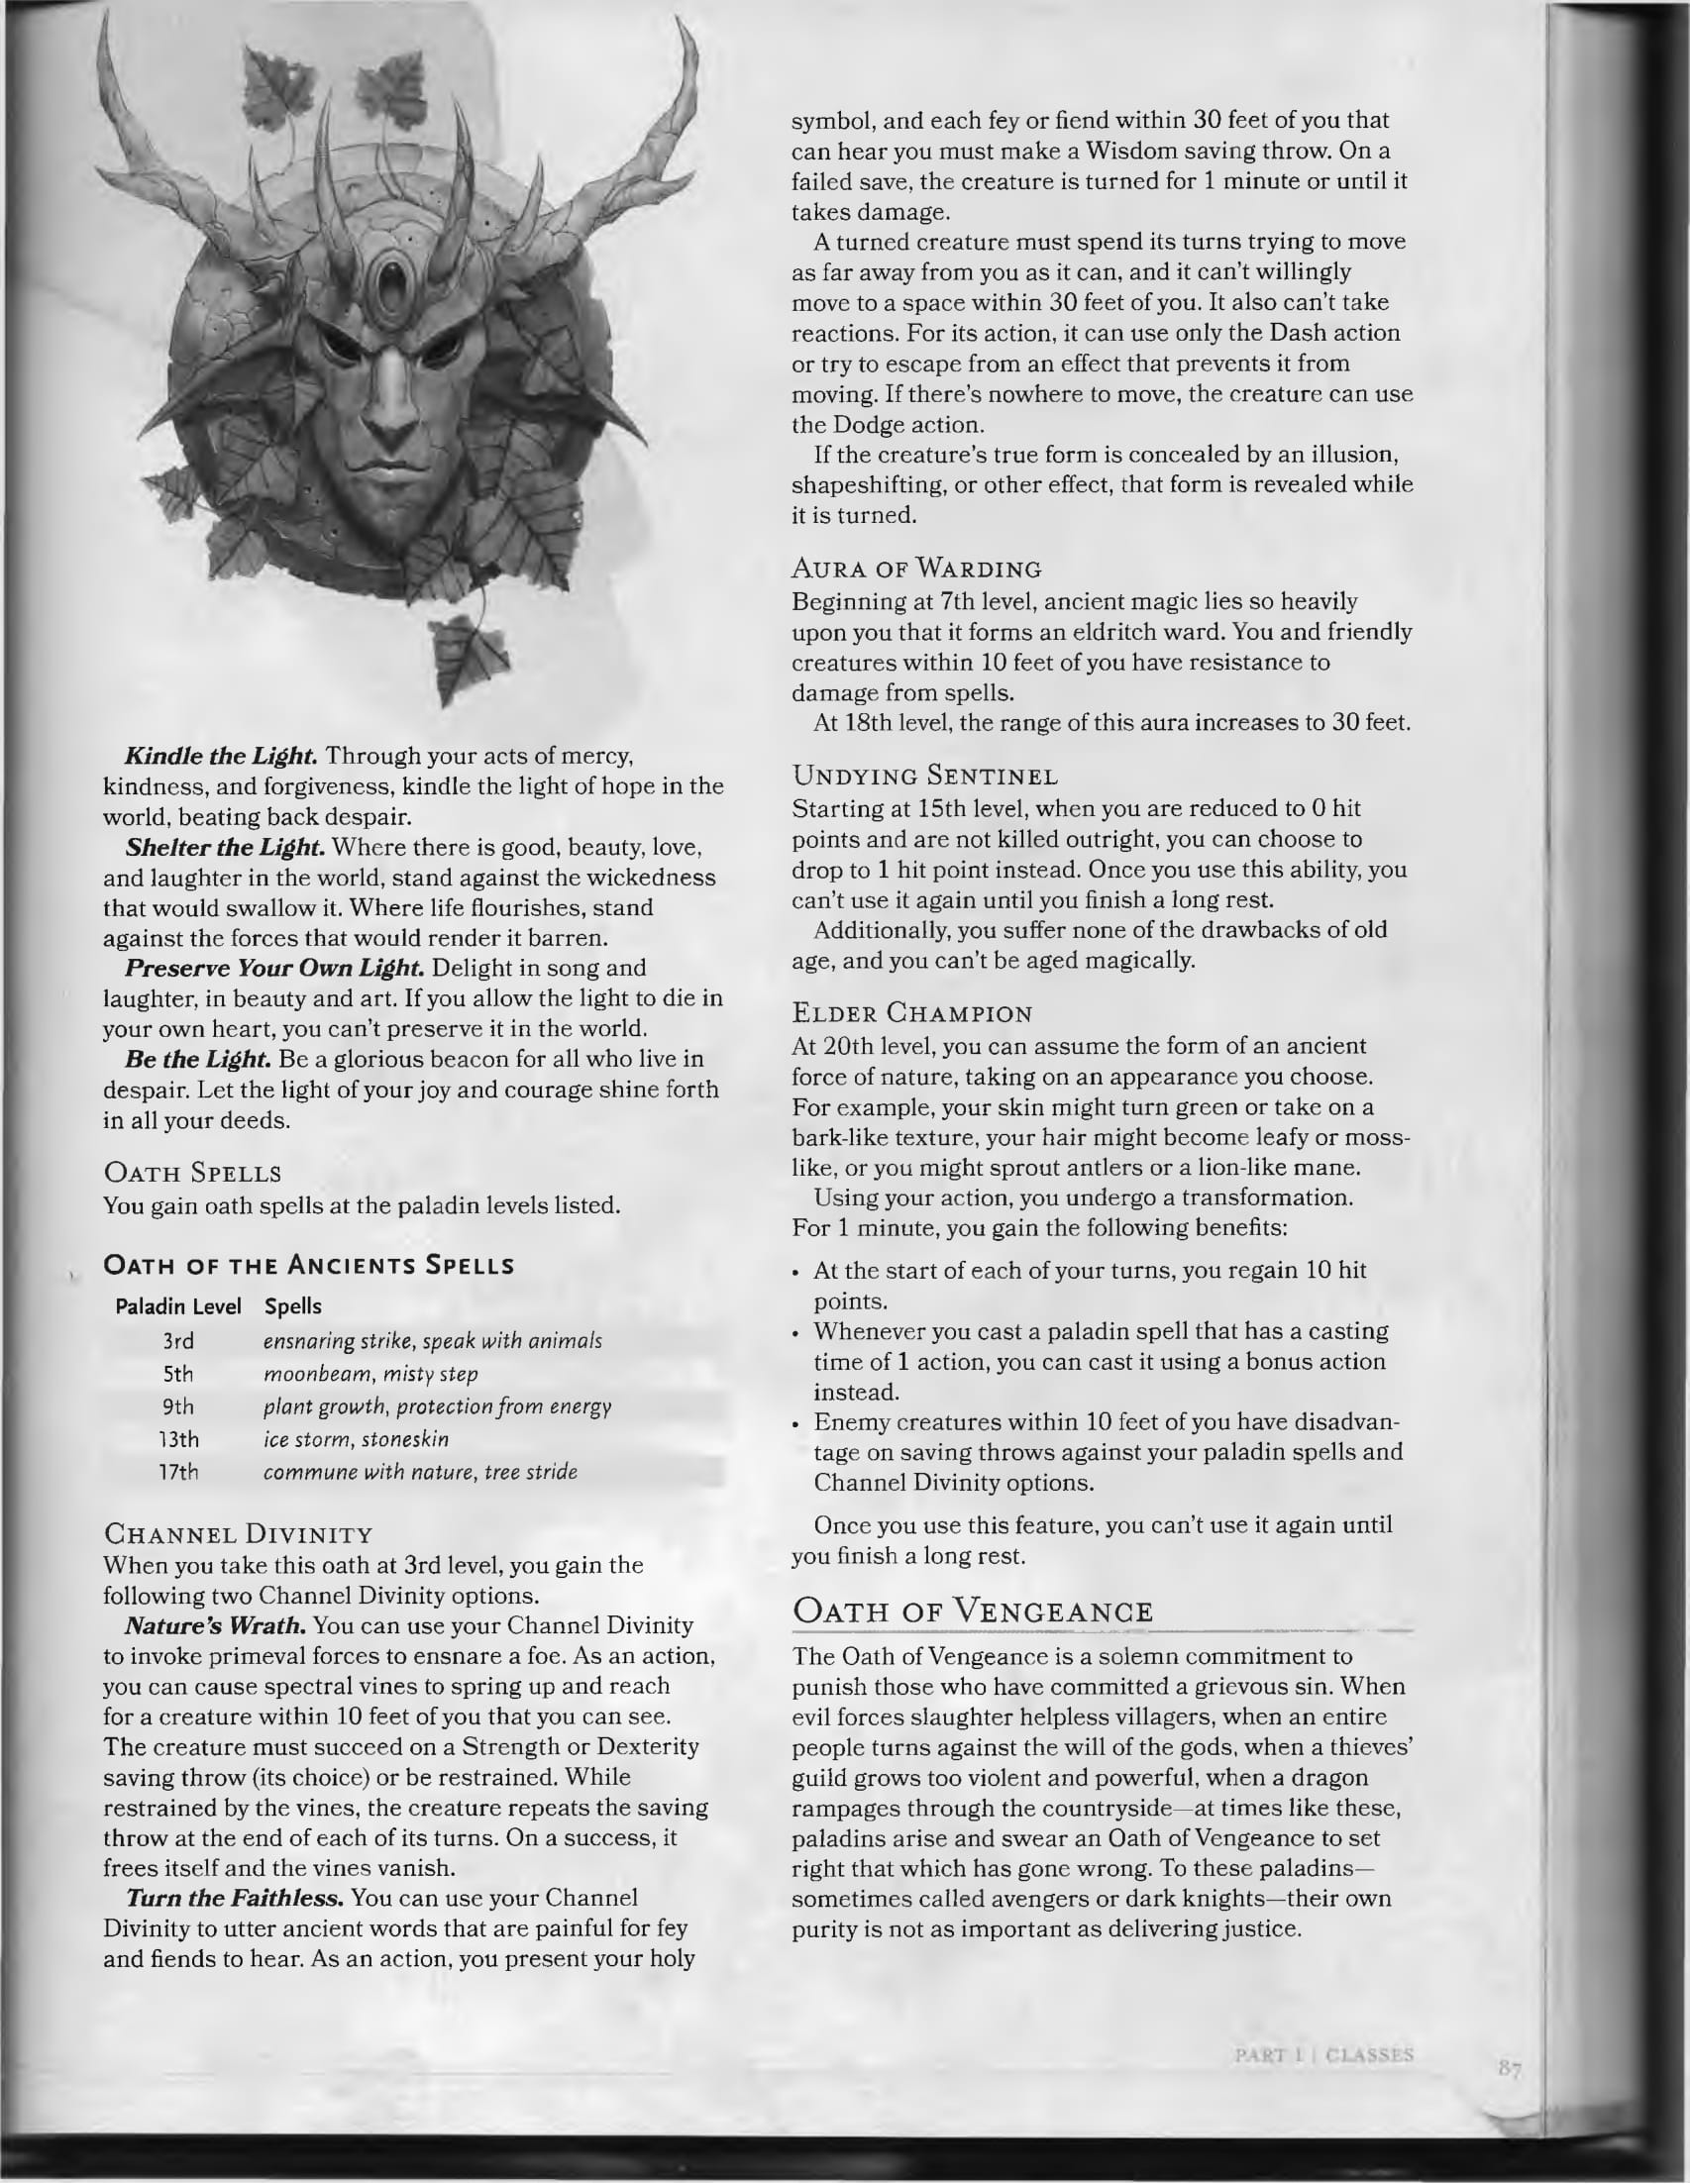 Kindle the Light. Through your acts of mercy,
kindness, and forgiveness, kindle the light of hope in the
world, beating back despair.
Shelter the Light. Where there is good, beauty, love,
and laughter in the world, stand against the wickedness
that would swallow it. Where life flourishes, stand
against the forces that would render it barren.
Preserve Your Own Light. Delight in song and
laughter, in beauty and art. If you allow the light to die in
your own heart, you can't preserve it in the world.
Be the Light. Be a glorious beacon for all who live in
despair. Let the light of your joy and courage shine forth
in all your deeds.
OATH SPELLS
You gain oath spells at the paladin levels listed.
OATH OF THE ANCIENTS SPELLS
Paladin Level Spells
3rd ensnaring strike, speak with animals
5th moonbeam, misty step
9th plant growth, protection from energy
13th ice storm, stoneskin
17th commune with nature, tree stride
CHANNEL DIVINITY
When you take this oath at 3rd level, you gain the
following two Channel Divinity options.
Nature's Wrath. You can use your Channel Divinity
to invoke primeval forces to ensnare a foe. As an action,
you can cause spectral vines to spring up and reach
for a creature within 10 feet of you that you can see.
The creature must succeed on a Strength or Dexterity
saving throw (its choice) or be restrained. While
restrained by the vines, the creature repeats the saving
throw at the end of each of its turns. On a success, it
frees itself and the vines vanish.
Turn the Faithless. You can use your Channel
Divinity to utter ancient words that are painful for fey
and fiends to hear. As an action, you present your holy
symbol, and each fey or fiend within 30 feet of you that
can hear you must make a Wisdom saving throw. On a
failed save, the creature is turned for 1 minute or until it
takes damage.
A turned creature must spend its turns trying to move
as far away from you as it can, and it can't willingly
move to a space within 30 feet of you. It also can't take
reactions. For its action, it can use only the Dash action
or try to escape from an effect that prevents it from
moving. If there's nowhere to move, the creature can use
the Dodge action.
If the creature's true form is concealed by an illusion,
shapeshifting, or other effect, that form is revealed while
it is turned.
AURA OF WARDING
Beginning at 7th level, ancient magic lies so heavily
upon you that it forms an eldritch ward. You and friendly
creatures within 10 feet of you have resistance to
damage from spells.
At 18th level, the range of this aura increases to 30 feet.
UNDYING SENTINEL
Starting at 15th level, when you are reduced to 0 hit
points and are not killed outright, you can choose to
drop to 1 hit point instead. Once you use this ability, you
can't use it again until you finish a long rest.
Additionally, you suffer none of the drawbacks of old
age, and you can't be aged magically.
ELDER CHAMPION
At 20th level, you can assume the form of an ancient
force of nature, taking on an appearance you choose.
For example, your skin might turn green or take on a
bark-like texture, your hair might become leafy or moss-
like, or you might sprout antlers or a lion-like mane.
Using your action, you undergo a transformation.
For 1 minute, you gain the following benefits:
• At the start of each of your turns, you regain 10 hit
points.
• Whenever you cast a paladin spell that has a casting
time of 1 action, you can cast it using a bonus action
instead.
• Enemy creatures within 10 feet of you have disadvan-
tage on saving throws against your paladin spells and
Channel Divinity options.
Once you use this feature, you can't use it again until
you finish a long rest.
OATH OF VENGEANCE
The Oath of Vengeance is a solemn commitment to
punish those who have committed a grievous sin. When
evil forces slaughter helpless villagers, when an entire
people turns against the will of the gods, when a thieves'
guild grows too violent and powerful, when a dragon
rampages through the countryside—at times like these,
paladins arise and swear an Oath of Vengeance to set
right that which has gone wrong. To these paladins—
sometimes called avengers or dark knights—their own
purity is not as important as delivering justice.
PART 1 | CLASSES
87